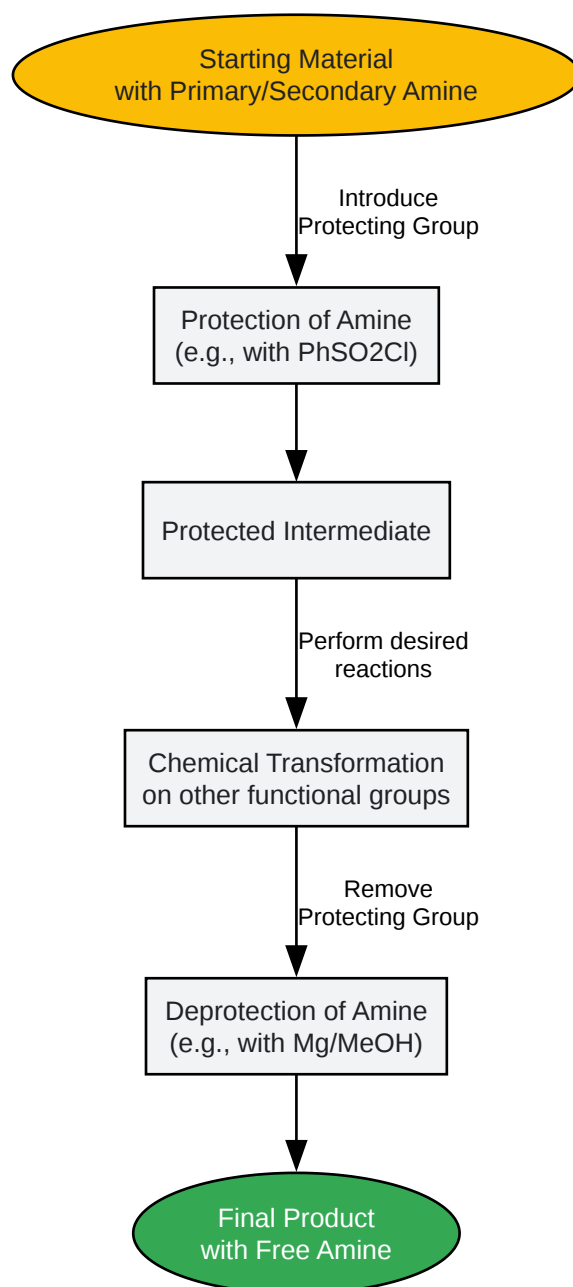 Starting Material
with Primary/Secondary Amine
Introduce
Protecting Group
Protection of Amine
(e.g., with PhSO2Cl)
Protected Intermediate
Perform desired
reactions
Chemical Transformation
on other functional groups
Remove
Protecting Group
Deprotection of Amine
(e.g., with Mg/MeOH)
Final Product
with Free Amine